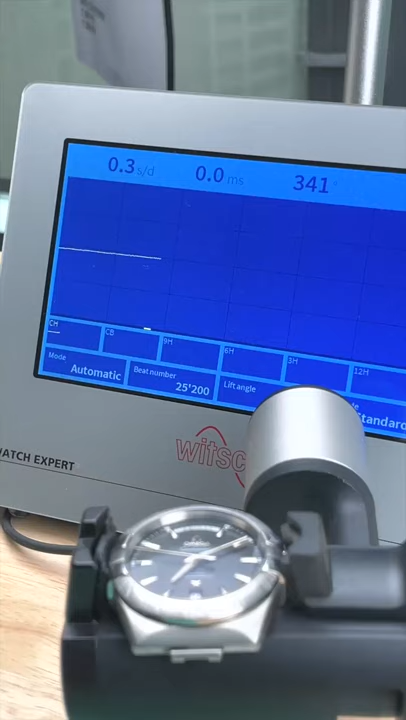 0.3 s/d 0.0 ms 341°
CH CB 9H 6H 3H 12H
Mode Beat number Lift angle
Automatic 25'200 Standard
witsc
WATCH EXPERT